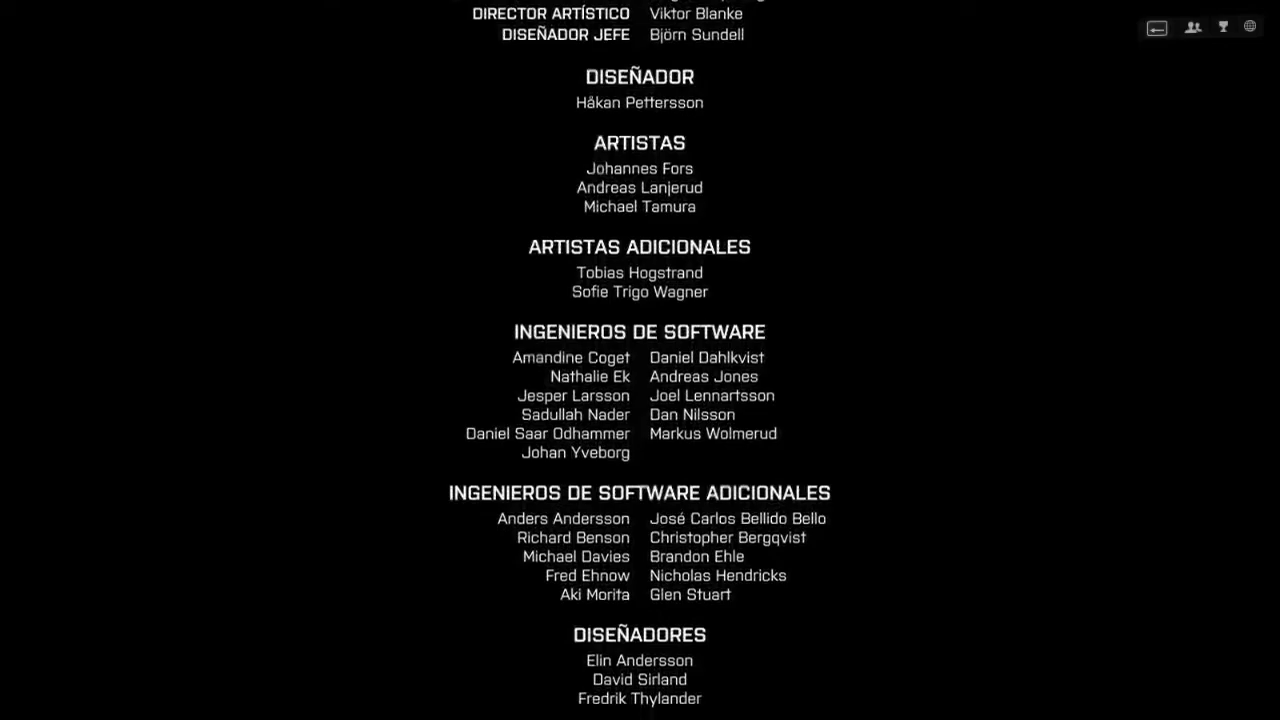 DIRECTOR ARTÍSTICO Viktor Blanke
DISEÑADOR JEFE Björn Sundell
DISEÑADOR
Håkan Pettersson
ARTISTAS
Johannes Fors
Andreas Lanjerud
Michael Tamura
ARTISTAS ADICIONALES
Tobias Hogstrand
Sofie Trigo Wagner
INGENIEROS DE SOFTWARE
Amandine Coget Daniel Dahlkvist
Nathalie Ek Andreas Jones
Jesper Larsson Joel Lennartsson
Sadullah Nader Dan Nilsson
Daniel Saar Odhammer Markus Wolmerud
Johan Yveborg
INGENIEROS DE SOFTWARE ADICIONALES
Anders Andersson José Carlos Bellido Bello
Richard Benson Christopher Bergqvist
Michael Davies Brandon Ehle
Fred Ehnow Nicholas Hendricks
Aki Morita Glen Stuart
DISEÑADORES
Elin Andersson
David Sirland
Fredrik Thylander